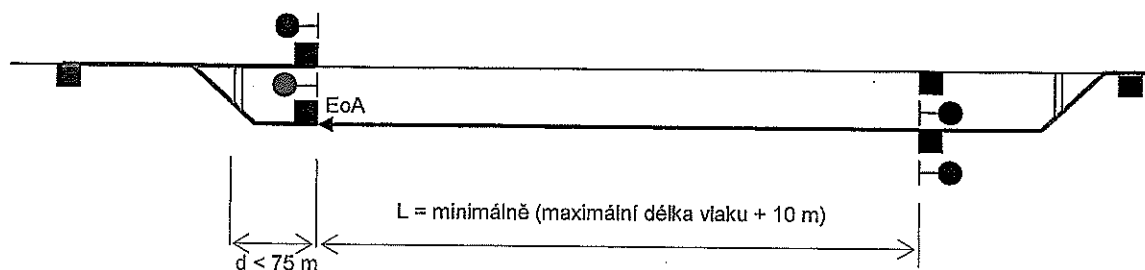 EoA
L = minimálně (maximální délka vlaku + 10 m)
d < 75 m